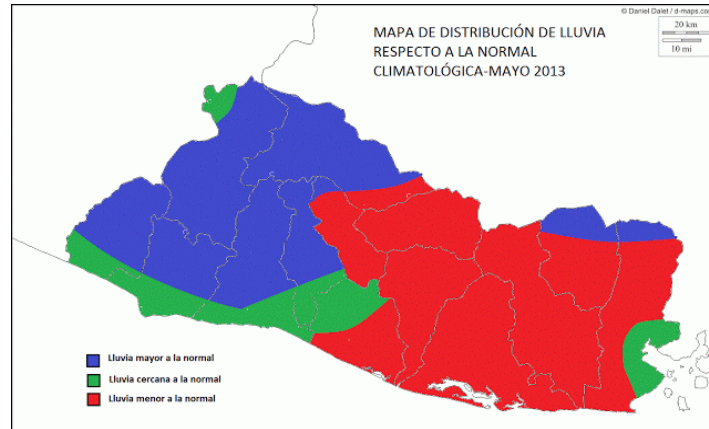 © Daniel Dalet / d-maps.com
20 km
10 mi
MAPA DE DISTRIBUCIÓN DE LLUVIA
RESPECTO A LA NORMAL
CLIMATOLÓGICA-MAYO 2013
Lluvia mayor a la normal
Lluvia cercana a la normal
Lluvia menor a la normal